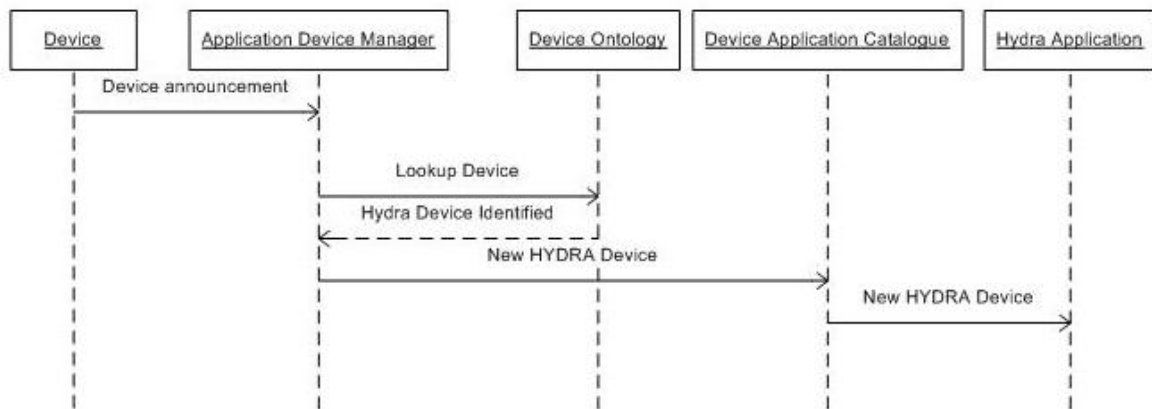 Device
Application Device Manager
Device Ontology
Device Application Catalogue
Hydra Application
Device announcement
Lookup Device
Hydra Device Identified
New HYDRA Device
New HYDRA Device